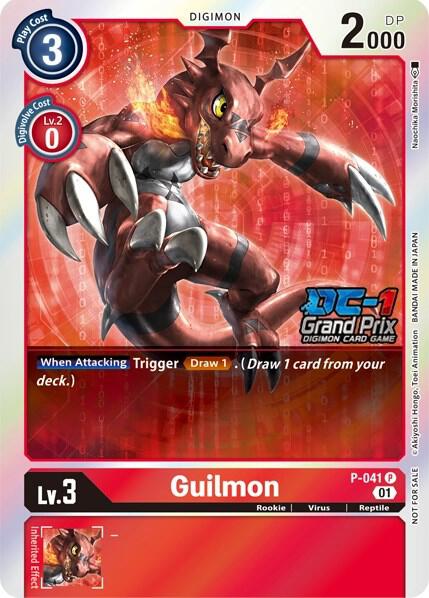 DIGIMON
Play Cost
3
DP
2000
Digivolve Cost
Lv.2
0
Naochika Morishita
DC-1
Grand Prix
DIGIMON CARD GAME
When Attacking Trigger Draw 1 . (Draw 1 card from your
deck.)
©Akiyoshi Hongo, Toei Animation BANDAI MADE IN JAPAN
NOT FOR SALE
Lv.3
Guilmon
P-041 P
01
Rookie | Virus | Reptile
Inherited Effect
–